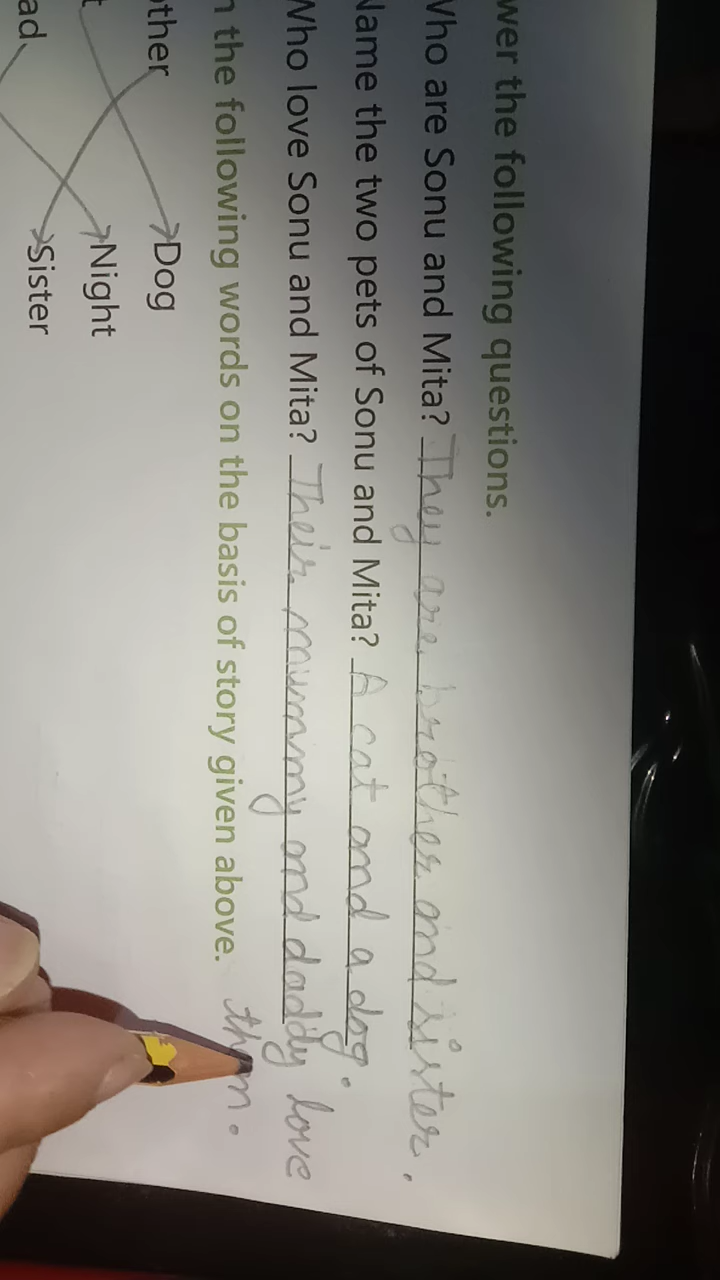 wer the following questions.
Who are Sonu and Mita? They are brother and sister.
Name the two pets of Sonu and Mita? A cat and a dog.
Who love Sonu and Mita? Their mummy and daddy love
them.
the following words on the basis of story given above.
other Dog
t Night
ad Sister